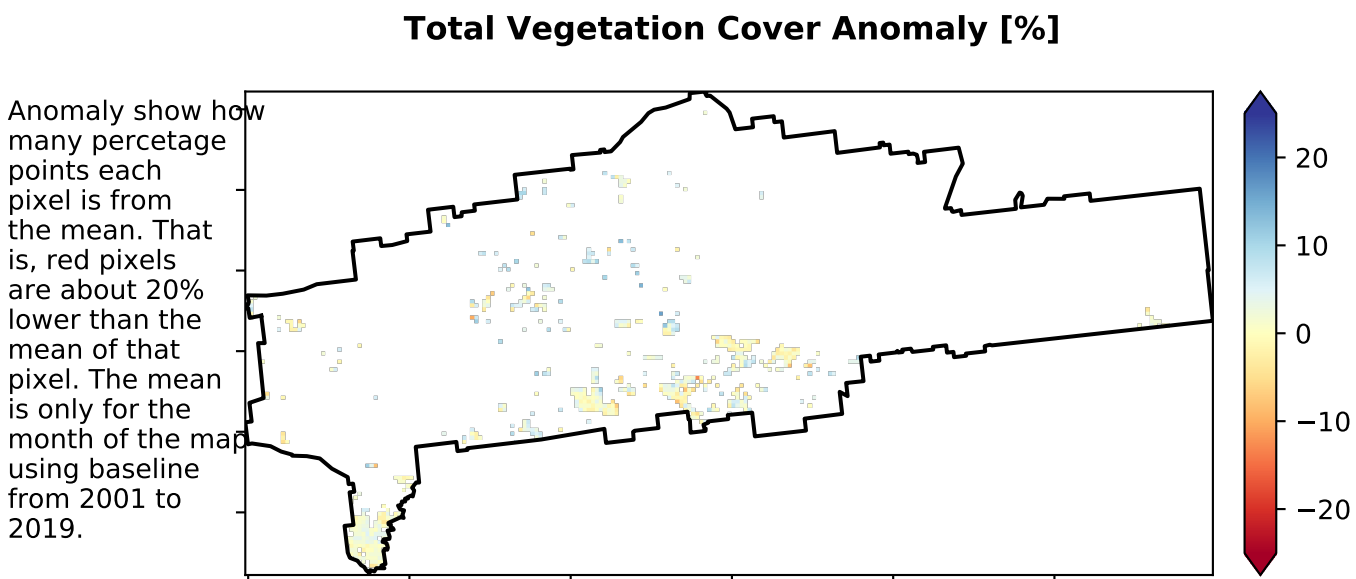 Total Vegetation Cover Anomaly [%]
Anomaly show how
many percetage
points each
pixel is from
the mean. That
is, red pixels
are about 20%
lower than the
mean of that
pixel. The mean
is only for the
month of the map
using baseline
from 2001 to
2019.
20
10
0
−10
−20